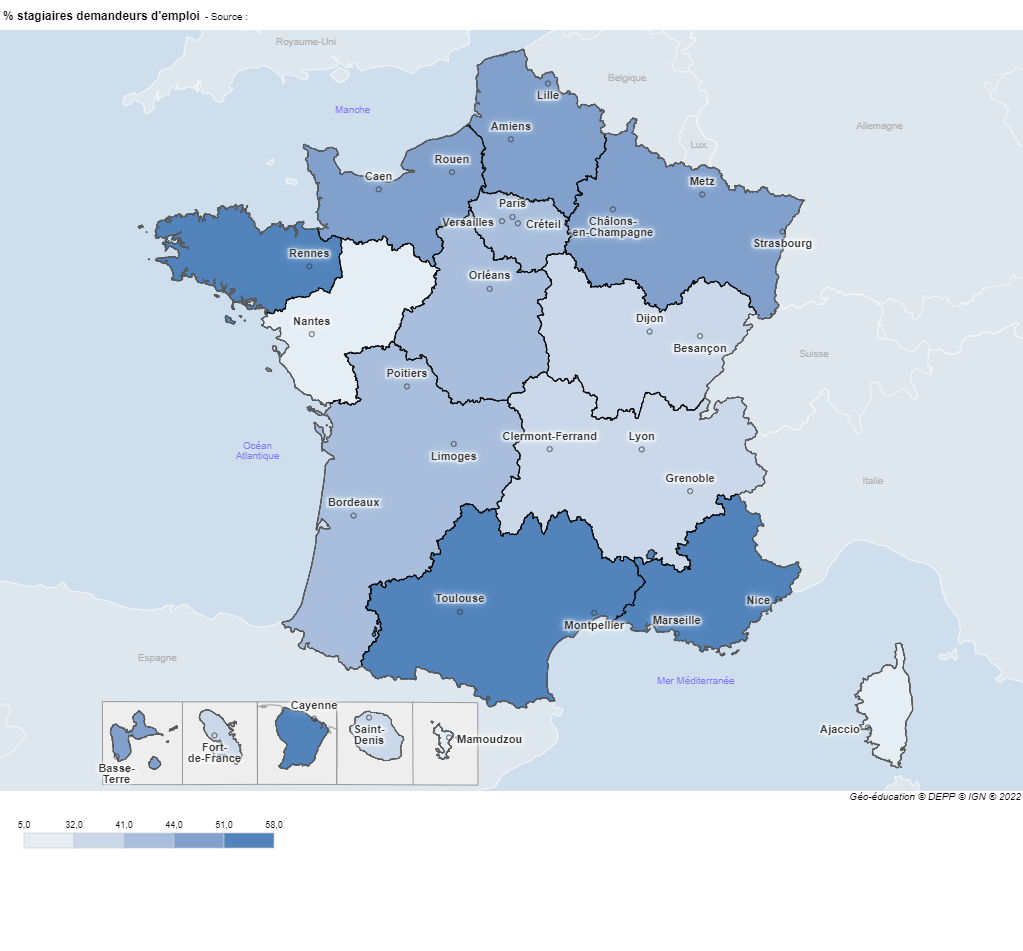 % stagiaires demandeurs d'emploi - Source :
Royaume-Uni
Belgique
Lille
Manche
Amiens
Allemagne
Lux.
Rouen
Caen
Metz
Paris
Versailles
Créteil
Châlons-
en-Champagne
Strasbourg
Rennes
Orléans
Nantes
Dijon
Besançon
Suisse
Poitiers
Océan
Atlantique
Limoges
Clermont-Ferrand
Lyon
Grenoble
Italie
Bordeaux
Toulouse
Montpellier
Marseille
Nice
Espagne
Mer Méditerranée
Ajaccio
Cayenne
Basse-
Terre
Fort-
de-France
Saint-
Denis
Mamoudzou
Géo-éducation © DEPP © IGN ® 2022
5,0 32,0 41,0 44,0 51,0 58,0